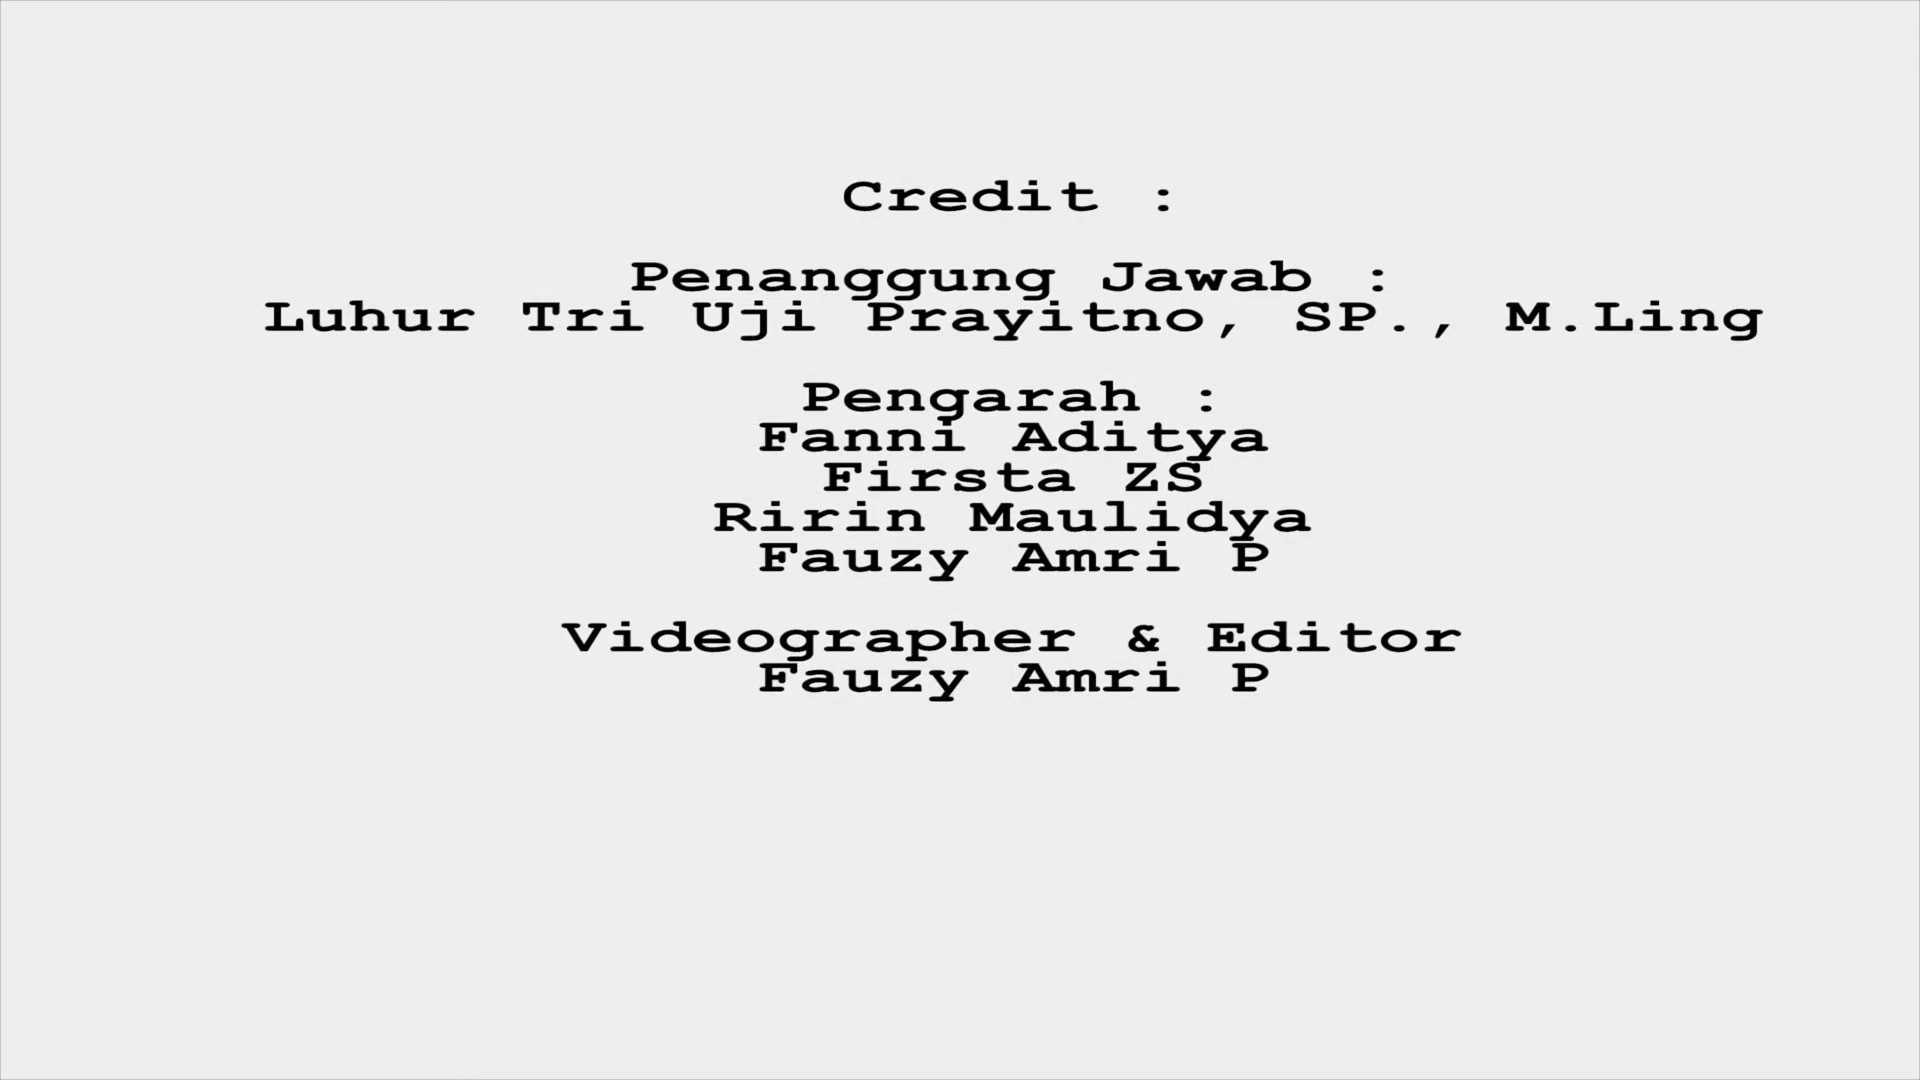 Credit :
Penanggung Jawab :
Luhur Tri Uji Prayitno, SP., M.Ling
Pengarah :
Fanni Aditya
Firsta ZS
Ririn Maulidya
Fauzy Amri P
Videographer & Editor
Fauzy Amri P